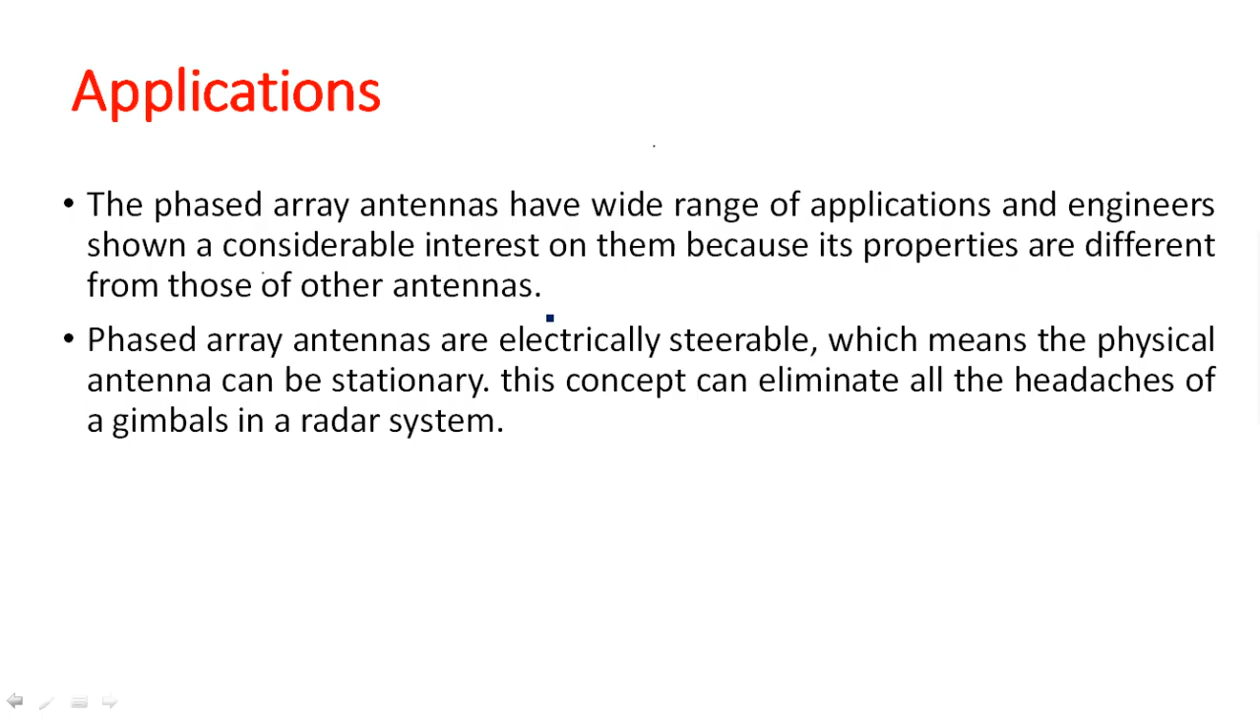 Applications
• The phased array antennas have wide range of applications and engineers
shown a considerable interest on them because its properties are different
from those of other antennas.
• Phased array antennas are electrically steerable, which means the physical
antenna can be stationary. this concept can eliminate all the headaches of
a gimbals in a radar system.